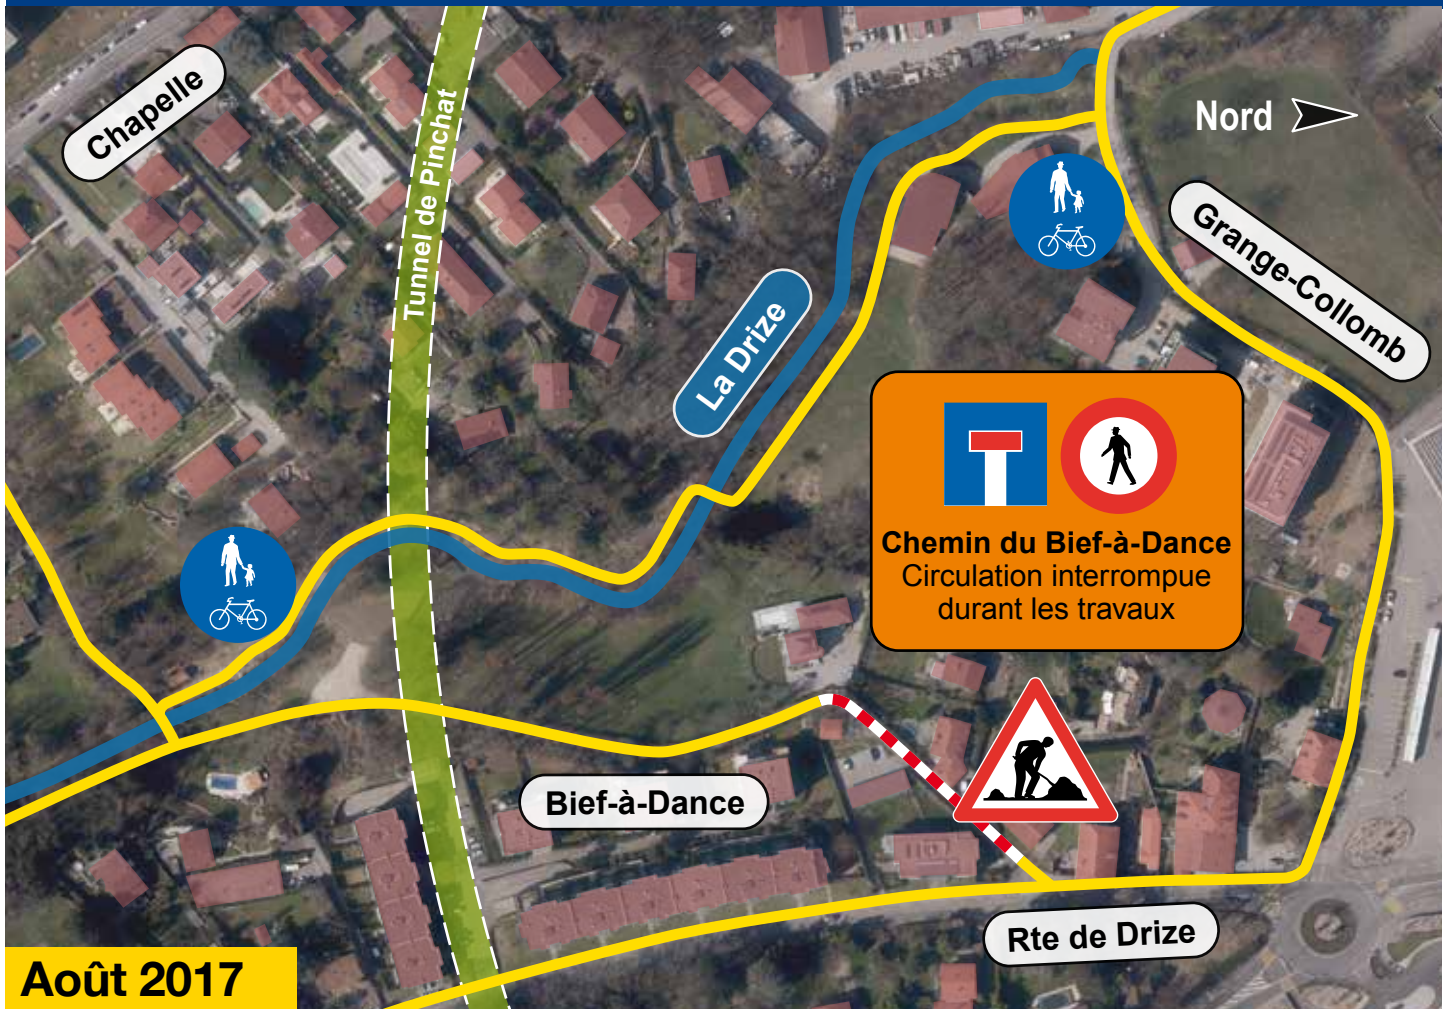 Chapelle
Tunnel de Pinchat
Nord
Grange-Collomb
La Drize
Chemin du Bief-à-Dance
Circulation interrompue
durant les travaux
Bief-à-Dance
Rte de Drize
Août 2017